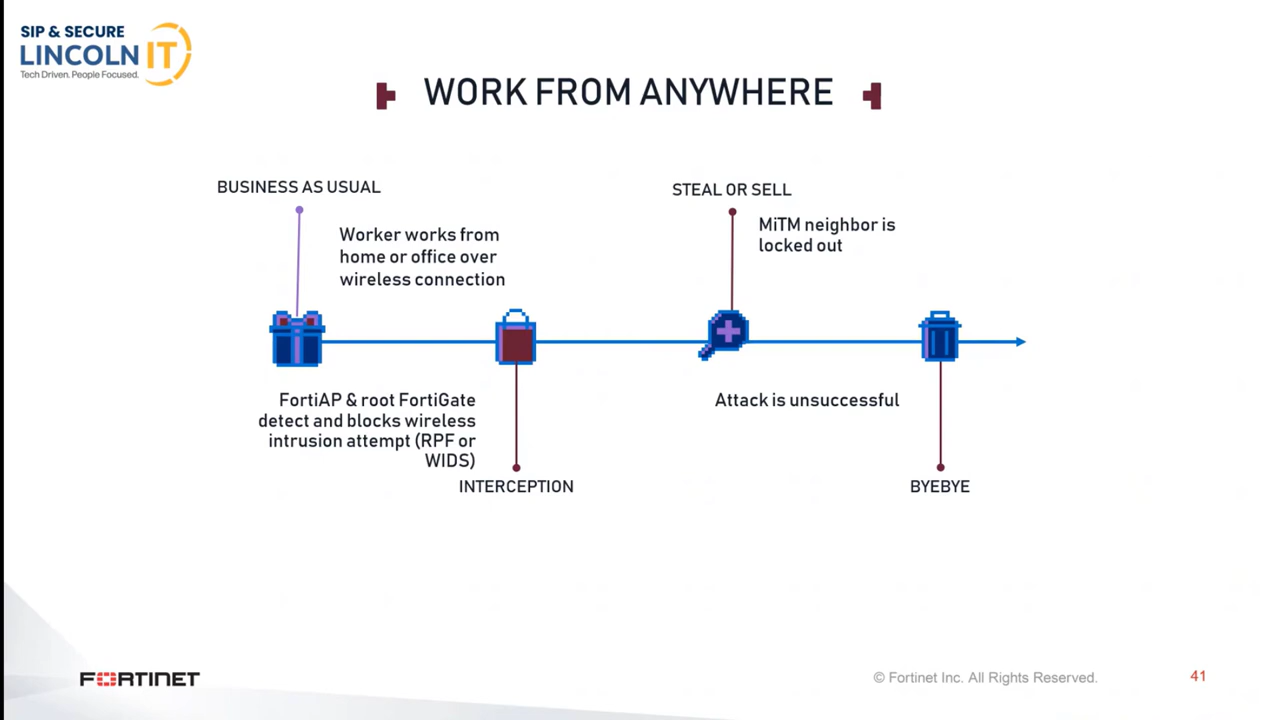 SIP & SECURE
LINCOLN IT
Tech Driven. People Focused.
WORK FROM ANYWHERE
BUSINESS AS USUAL
Worker works from
home or office over
wireless connection
STEAL OR SELL
MiTM neighbor is
locked out
FortiAP & root FortiGate
detect and blocks wireless
intrusion attempt (RPF or
WIDS)
INTERCEPTION
Attack is unsuccessful
BYEBYE
FORTINET
© Fortinet Inc. All Rights Reserved.
41